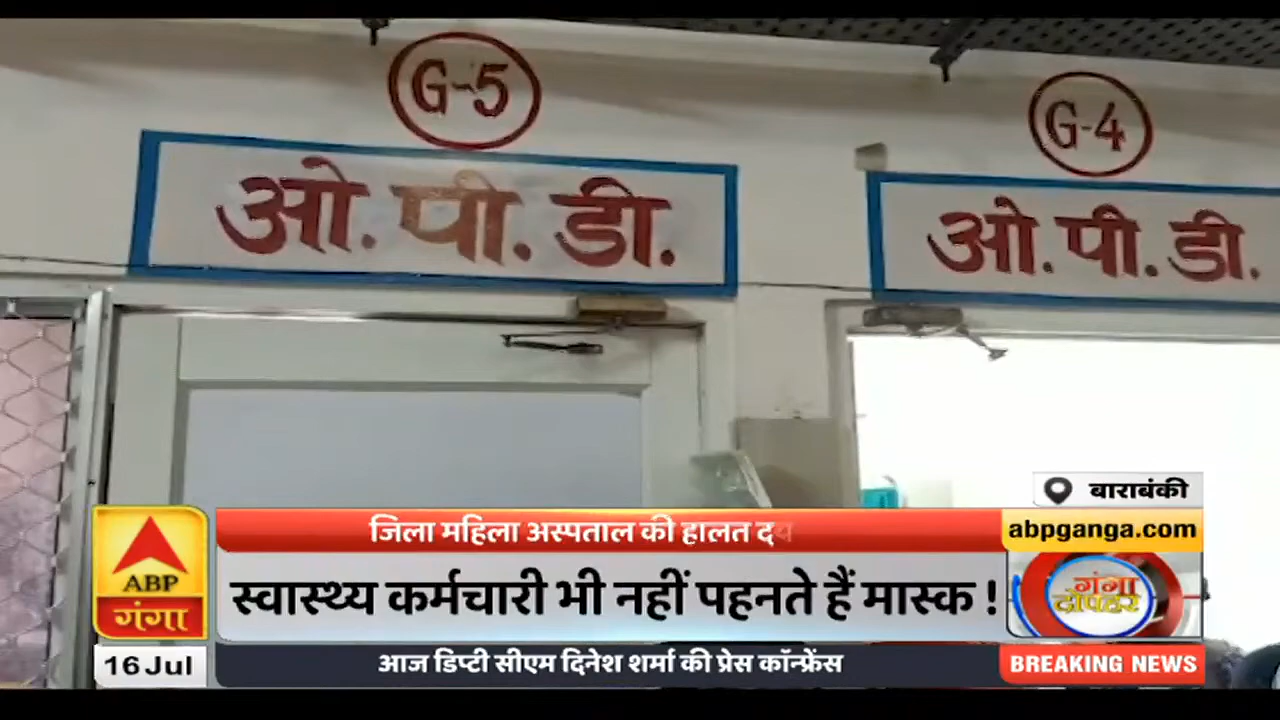 G-5
G-4
ओ. पी. डी.
ओ. पी. डी.
बाराबंकी
जिला महिला अस्पताल की हालत
abpganga.com
ABP
गंगा
स्वास्थ्य कर्मचारी भी नहीं पहनते हैं मास्क !
गंगा
दोपहर
16 Jul
आज डिप्टी सीएम दिनेश शर्मा की प्रेस कॉन्फ्रेंस
BREAKING NEWS